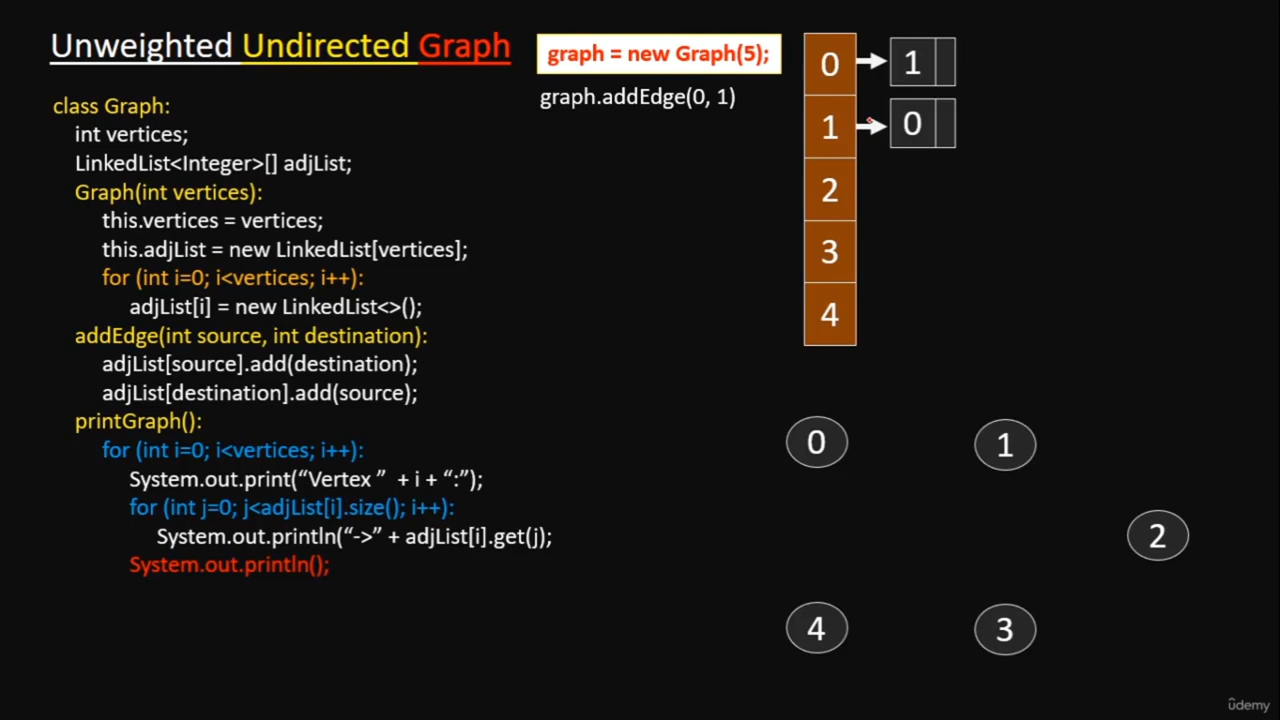 Unweighted Undirected Graph
class Graph:
int vertices;
LinkedList<Integer>[] adjList;
Graph(int vertices):
this.vertices = vertices;
this.adjList = new LinkedList[vertices];
for (int i=0; i<vertices; i++):
adjList[i] = new LinkedList<>();
addEdge(int source, int destination):
adjList[source].add(destination);
adjList[destination].add(source);
printGraph():
for (int i=0; i<vertices; i++):
System.out.print(“Vertex ” + i + “:”);
for (int j=0; j<adjList[i].size(); i++):
System.out.println(“->” + adjList[i].get(j);
System.out.println();
graph = new Graph(5);
graph.addEdge(0, 1)
0 1
1 0
2
3
4
0 1
2
4 3
ûdemy